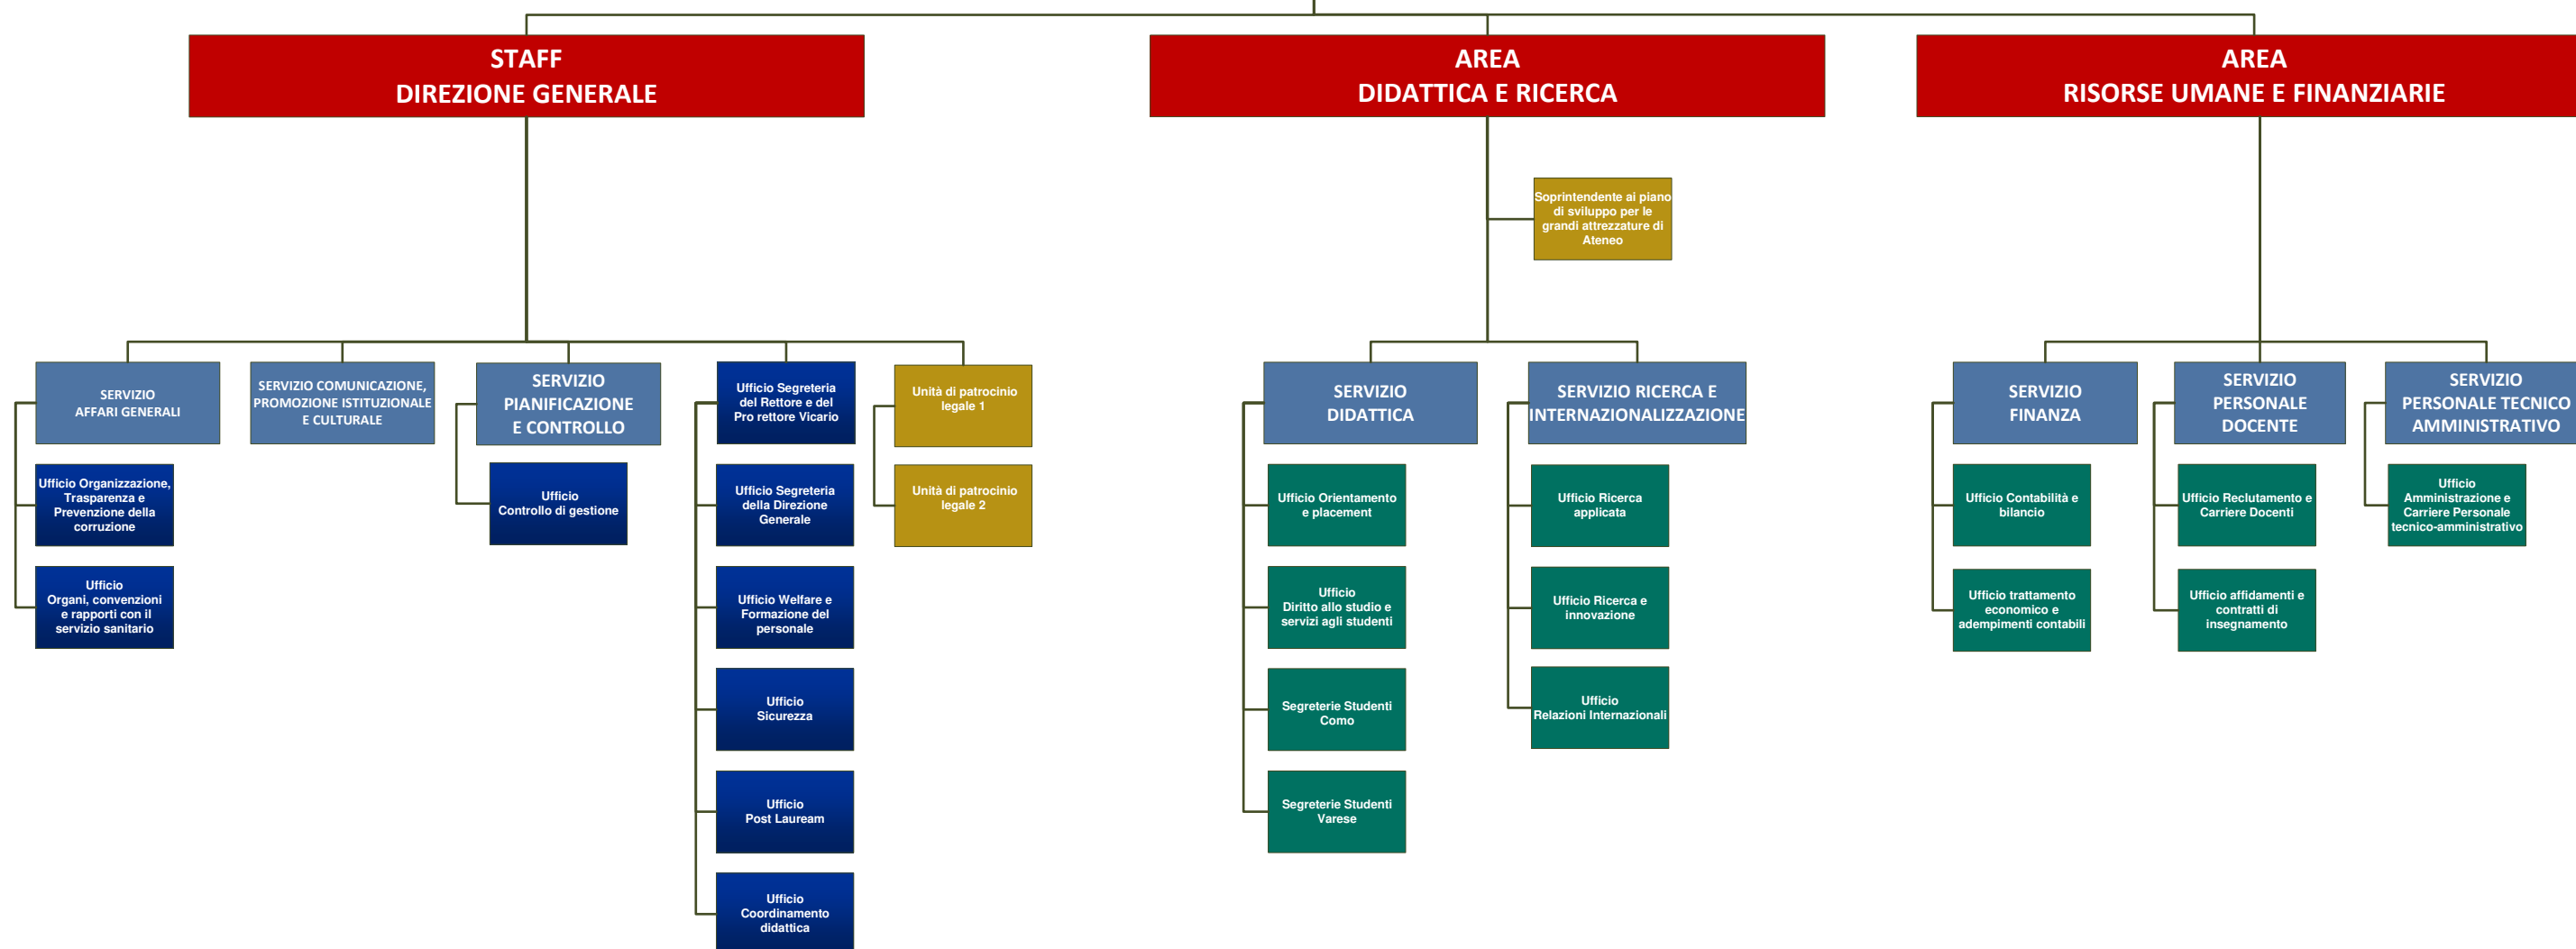 STAFF
DIREZIONE GENERALE
AREA
DIDATTICA E RICERCA
AREA
RISORSE UMANE E FINANZIARIE
Soprintendente ai piano
di sviluppo per le
grandi attrezzature di
Ateneo
SERVIZIO
AFFARI GENERALI
Ufficio Organizzazione,
Trasparenza e
Prevenzione della
corruzione
Ufficio
Organi, convenzioni
e rapporti con il
servizio sanitario
SERVIZIO COMUNICAZIONE,
PROMOZIONE ISTITUZIONALE
E CULTURALE
SERVIZIO
PIANIFICAZIONE
E CONTROLLO
Ufficio
Controllo di gestione
Ufficio Segreteria
del Rettore e del
Pro rettore Vicario
Ufficio Segreteria
della Direzione
Generale
Ufficio Welfare e
Formazione del
personale
Ufficio
Sicurezza
Ufficio
Post Lauream
Ufficio
Coordinamento
didattica
Unità di patrocinio
legale 1
Unità di patrocinio
legale 2
SERVIZIO
DIDATTICA
Ufficio Orientamento
e placement
Ufficio
Diritto allo studio e
servizi agli studenti
Segreterie Studenti
Como
Segreterie Studenti
Varese
SERVIZIO RICERCA E
INTERNAZIONALIZZAZIONE
Ufficio Ricerca
applicata
Ufficio Ricerca e
innovazione
Ufficio
Relazioni Internazionali
SERVIZIO
FINANZA
Ufficio Contabilità e
bilancio
Ufficio trattamento
economico e
adempimenti contabili
SERVIZIO
PERSONALE
DOCENTE
Ufficio Reclutamento e
Carriere Docenti
Ufficio affidamenti e
contratti di
insegnamento
SERVIZIO
PERSONALE TECNICO
AMMINISTRATIVO
Ufficio
Amministrazione e
Carriere Personale
tecnico-amministrativo